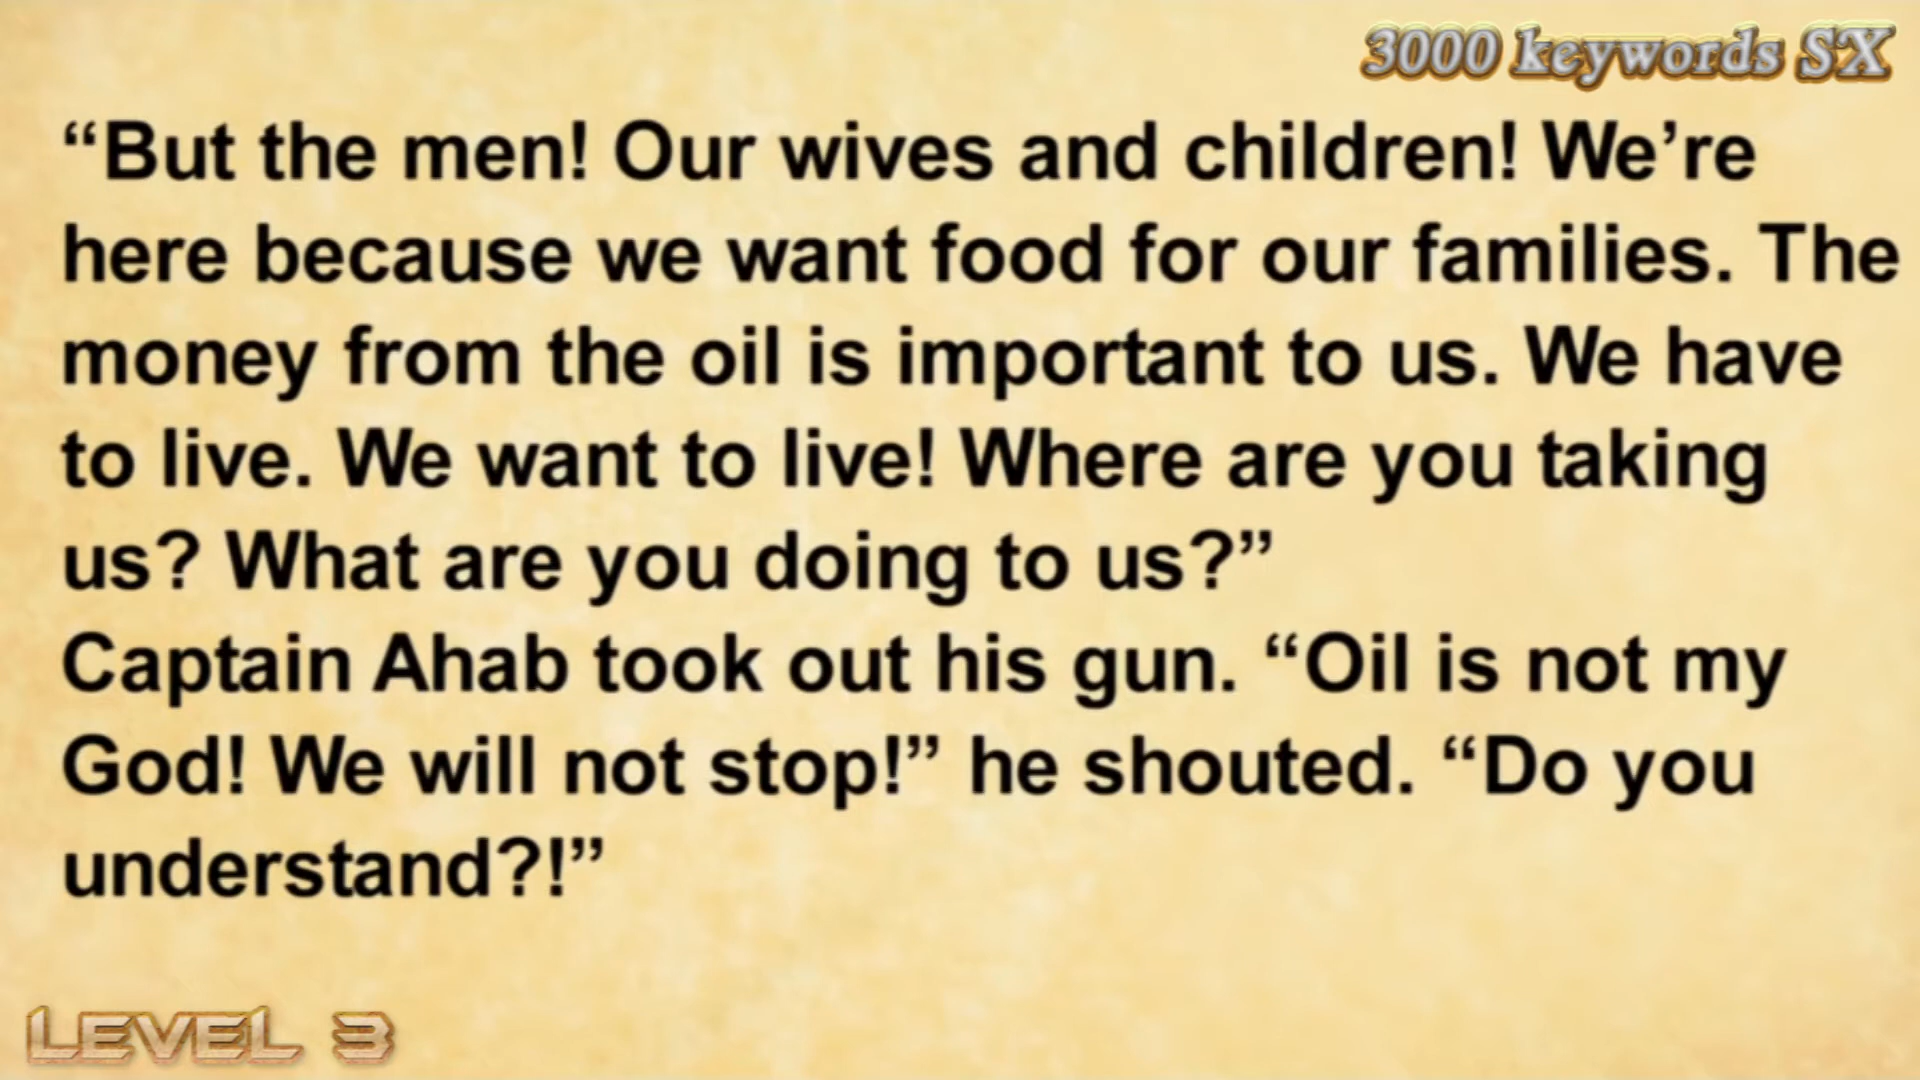 3000 keywords SX
“But the men! Our wives and children! We’re
here because we want food for our families. The
money from the oil is important to us. We have
to live. We want to live! Where are you taking
us? What are you doing to us?”
Captain Ahab took out his gun. “Oil is not my
God! We will not stop!” he shouted. “Do you
understand?!”
LEVEL 3